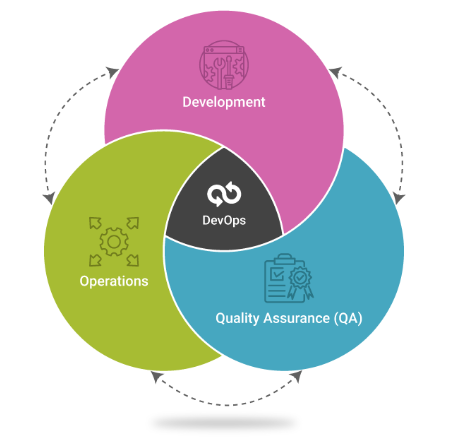 Development
DevOps
Operations
Quality Assurance (QA)